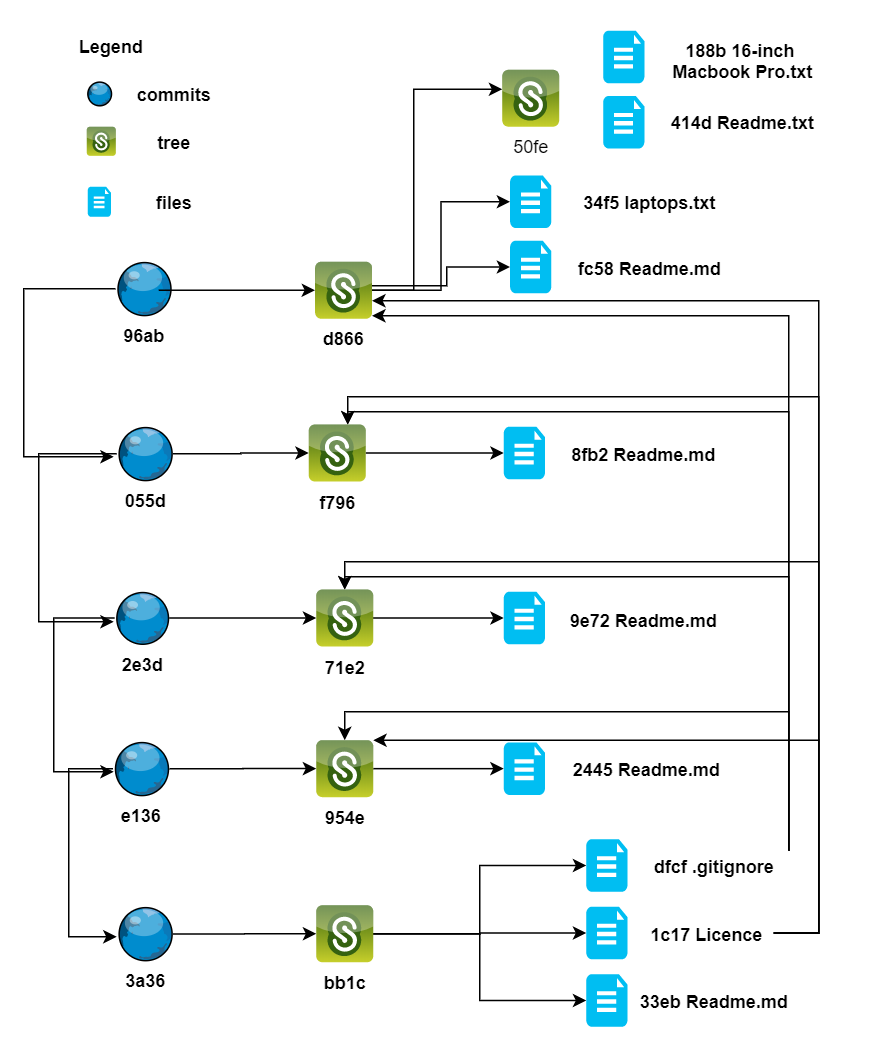 Legend
commits
tree
files
188b 16-inch
Macbook Pro.txt
414d Readme.txt
50fe
34f5 laptops.txt
fc58 Readme.md
96ab
d866
8fb2 Readme.md
055d
f796
9e72 Readme.md
2e3d
71e2
2445 Readme.md
e136
954e
dfcf .gitignore
1c17 Licence
3a36
bb1c
33eb Readme.md